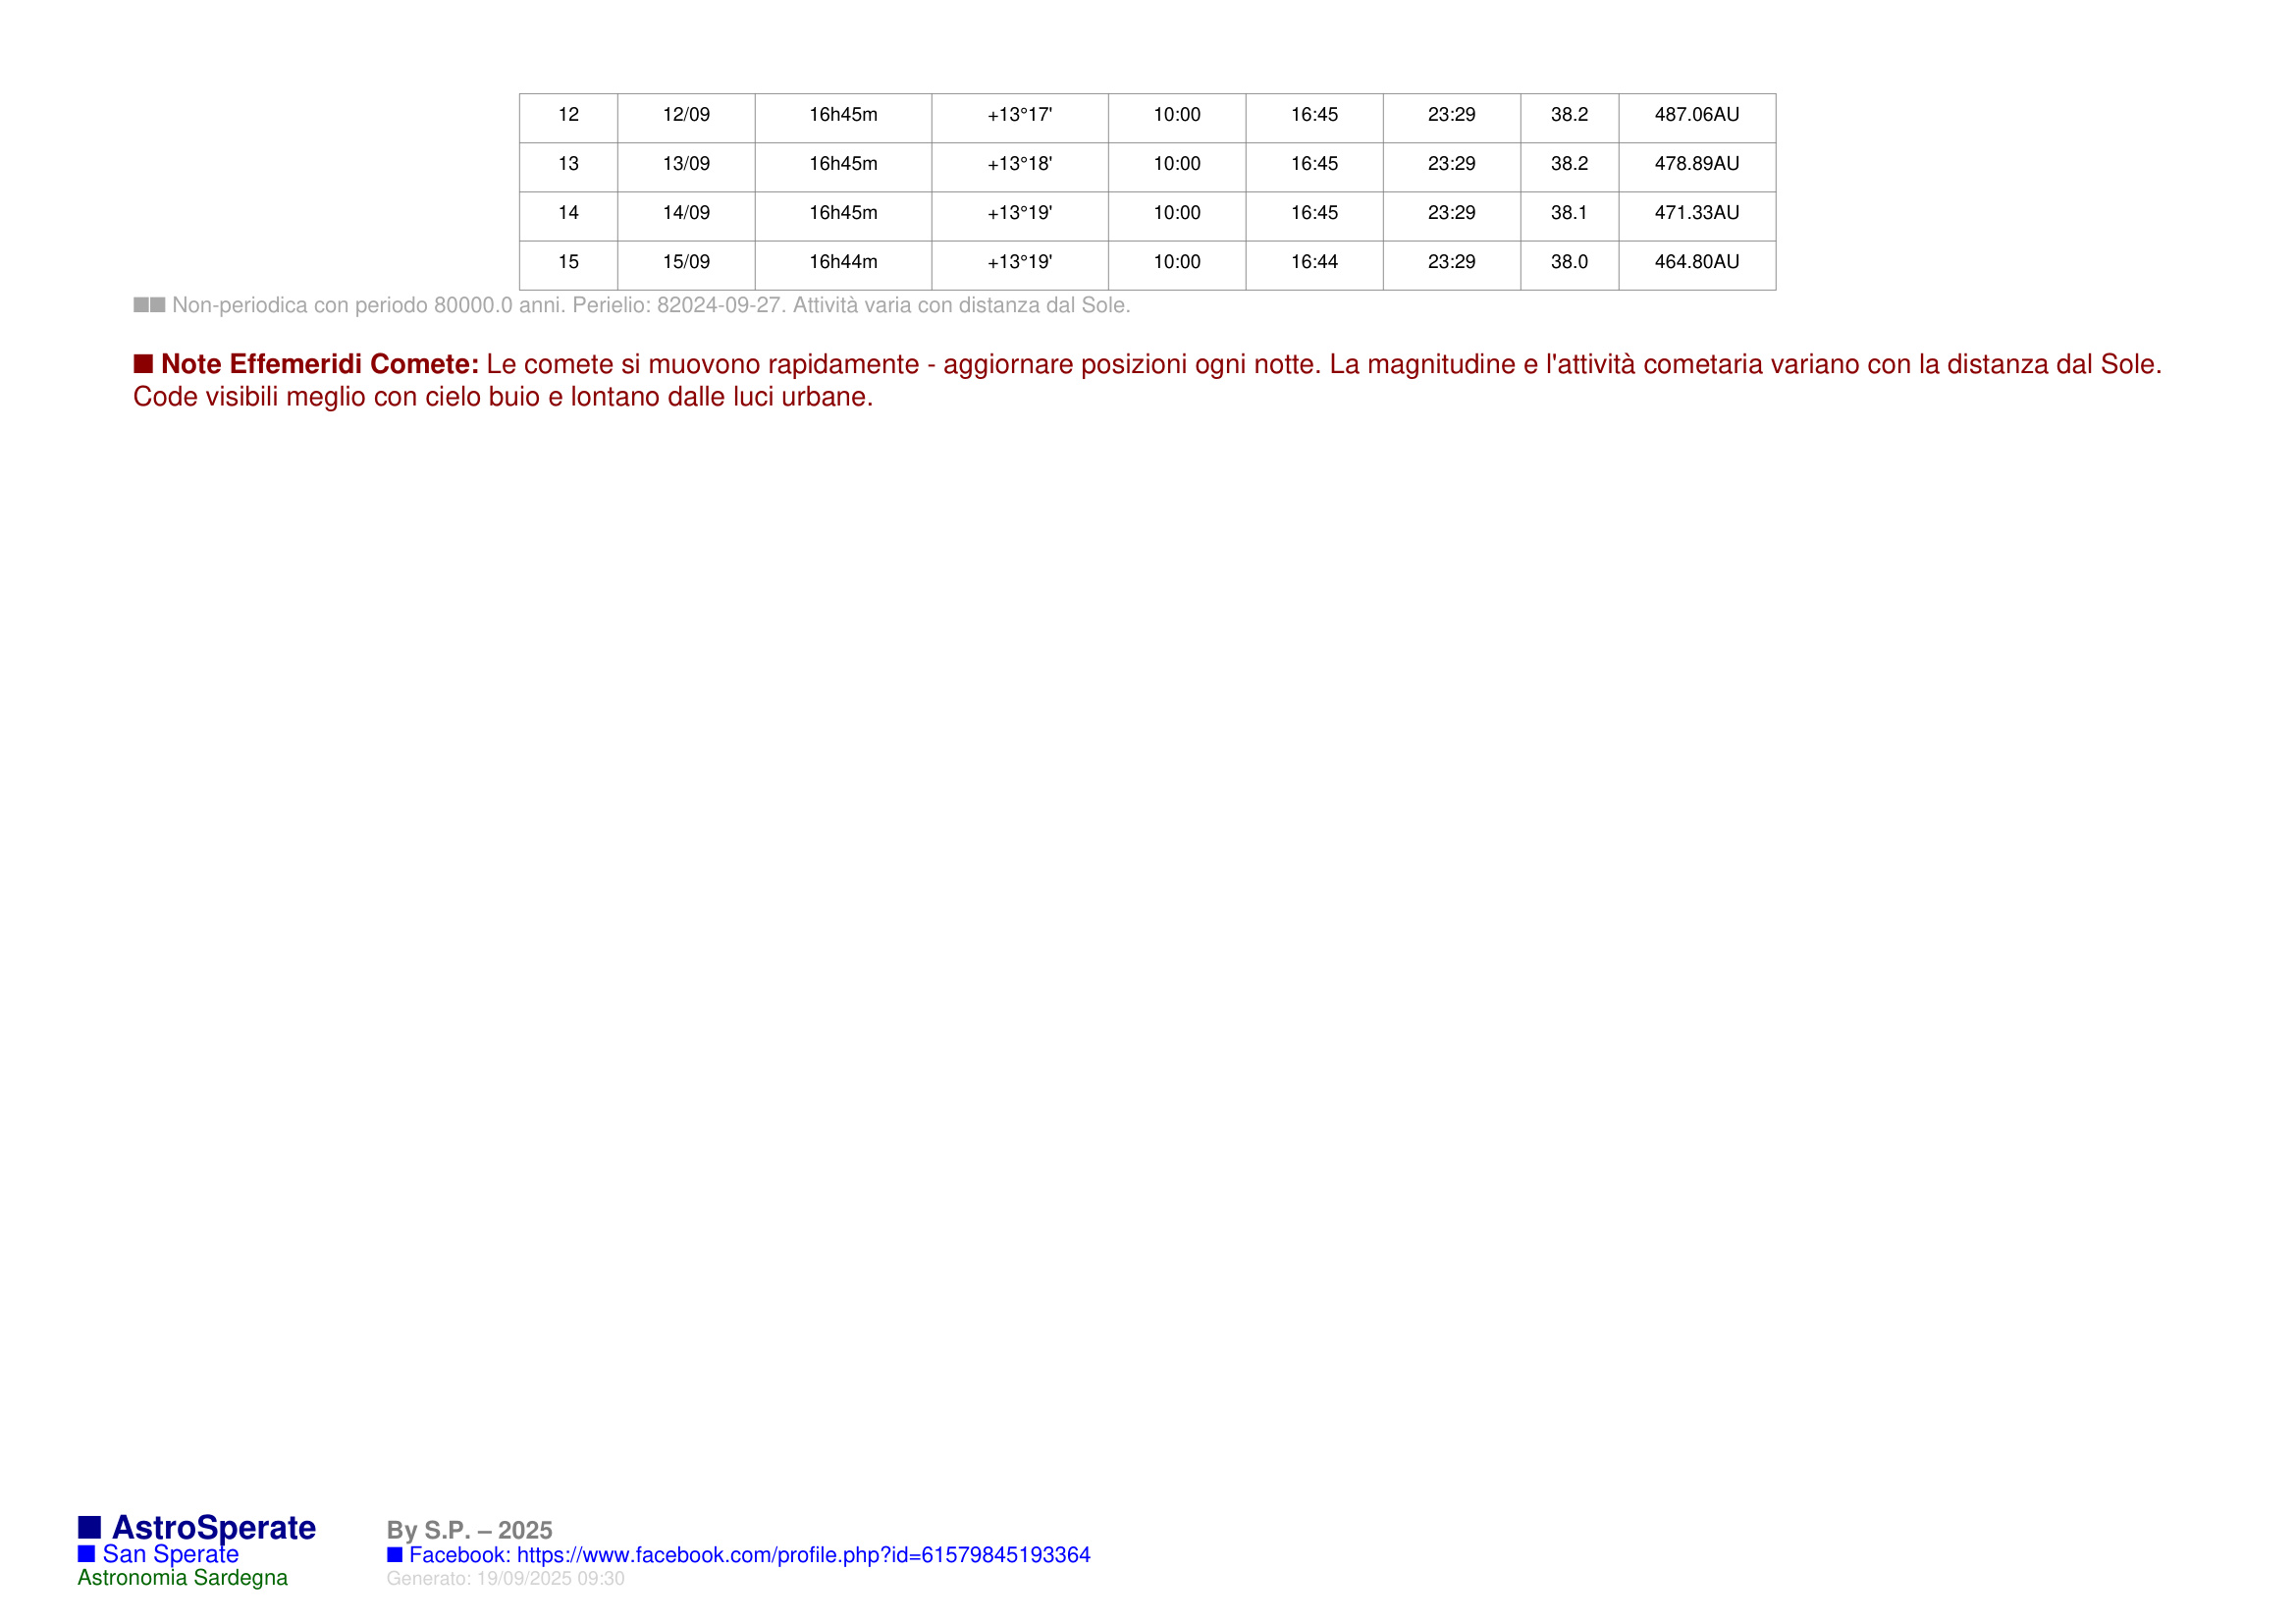 12 12/09 16h45m +13°17' 10:00 16:45 23:29 38.2 487.06AU
13 13/09 16h45m +13°18' 10:00 16:45 23:29 38.2 478.89AU
14 14/09 16h45m +13°19' 10:00 16:45 23:29 38.1 471.33AU
15 15/09 16h44m +13°19' 10:00 16:44 23:29 38.0 464.80AU
■■ Non-periodica con periodo 80000.0 anni. Perielio: 82024-09-27. Attività varia con distanza dal Sole.
■ Note Effemeridi Comete: Le comete si muovono rapidamente - aggiornare posizioni ogni notte. La magnitudine e l'attività cometaria variano con la distanza dal Sole.
Code visibili meglio con cielo buio e lontano dalle luci urbane.
■ AstroSperate
■ San Sperate
Astronomia Sardegna
By S.P. – 2025
■ Facebook: https://www.facebook.com/profile.php?id=61579845193364
Generato: 19/09/2025 09:30